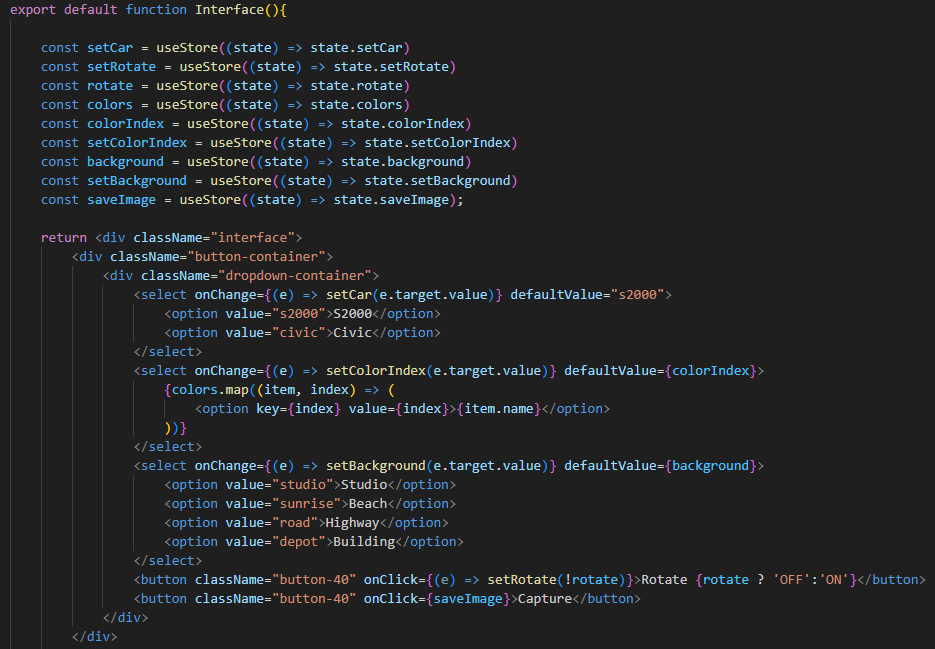 export default function Interface(){
const setCar = useStore((state) => state.setCar)
const setRotate = useStore((state) => state.setRotate)
const rotate = useStore((state) => state.rotate)
const colors = useStore((state) => state.colors)
const colorIndex = useStore((state) => state.colorIndex)
const setColorIndex = useStore((state) => state.setColorIndex)
const background = useStore((state) => state.background)
const setBackground = useStore((state) => state.setBackground)
const saveImage = useStore((state) => state.saveImage);
return <div className="interface">
<div className="button-container">
<div className="dropdown-container">
<select onChange={(e) => setCar(e.target.value)} defaultValue="s2000">
<option value="s2000">S2000</option>
<option value="civic">Civic</option>
</select>
<select onChange={(e) => setColorIndex(e.target.value)} defaultValue={colorIndex}>
{colors.map((item, index) => (
<option key={index} value={index}>{item.name}</option>
))}
</select>
<select onChange={(e) => setBackground(e.target.value)} defaultValue={background}>
<option value="studio">Studio</option>
<option value="sunrise">Beach</option>
<option value="road">Highway</option>
<option value="depot">Building</option>
</select>
<button className="button-40" onClick={(e) => setRotate(!rotate)}>Rotate {rotate ? 'OFF':'ON'}</button>
<button className="button-40" onClick={saveImage}>Capture</button>
</div>
</div>